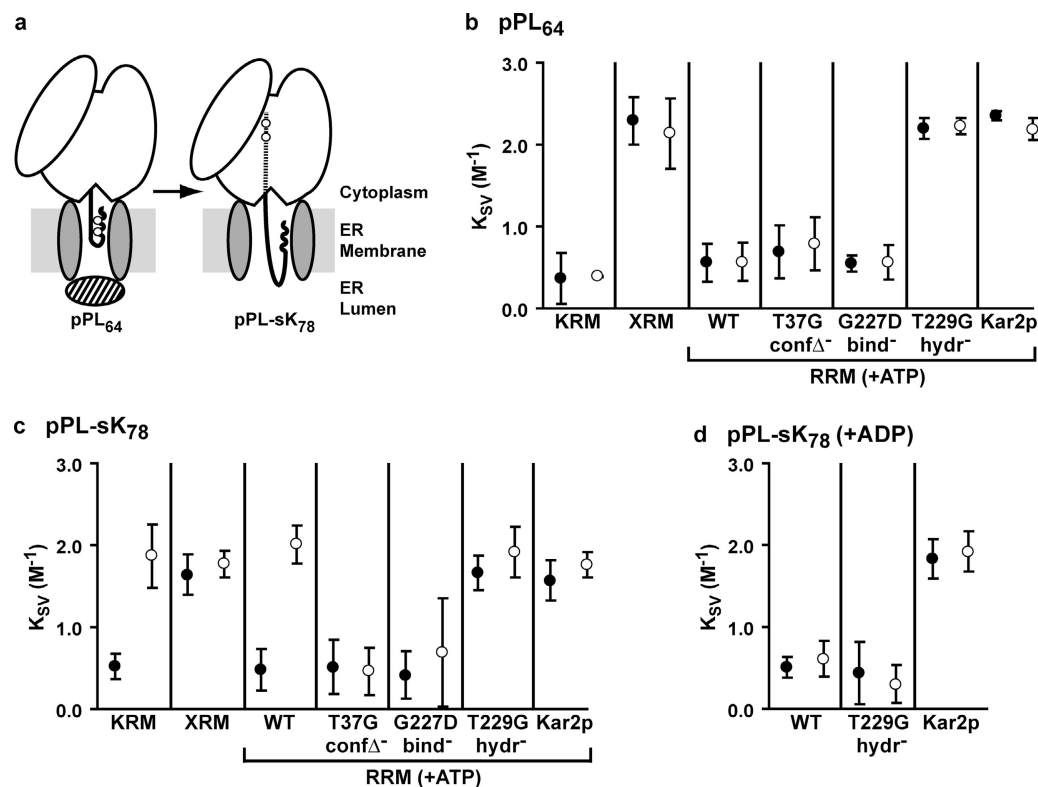 a
Cytoplasm
ER
Membrane
ER
Lumen
pPL64
pPL-sK78
b pPL64
3.0
2.0
1.0
0.0
KSV (M-1)
KRM
XRM
WT
T37G
confΔ-
G227D
bind-
T229G
hydr-
Kar2p
RRM (+ATP)
c pPL-sK78
3.0
2.0
1.0
0.0
KSV (M-1)
KRM
XRM
WT
T37G
confΔ-
G227D
bind-
T229G
hydr-
Kar2p
RRM (+ATP)
d pPL-sK78 (+ADP)
3.0
2.0
1.0
0.0
KSV (M-1)
WT
T229G
hydr-
Kar2p